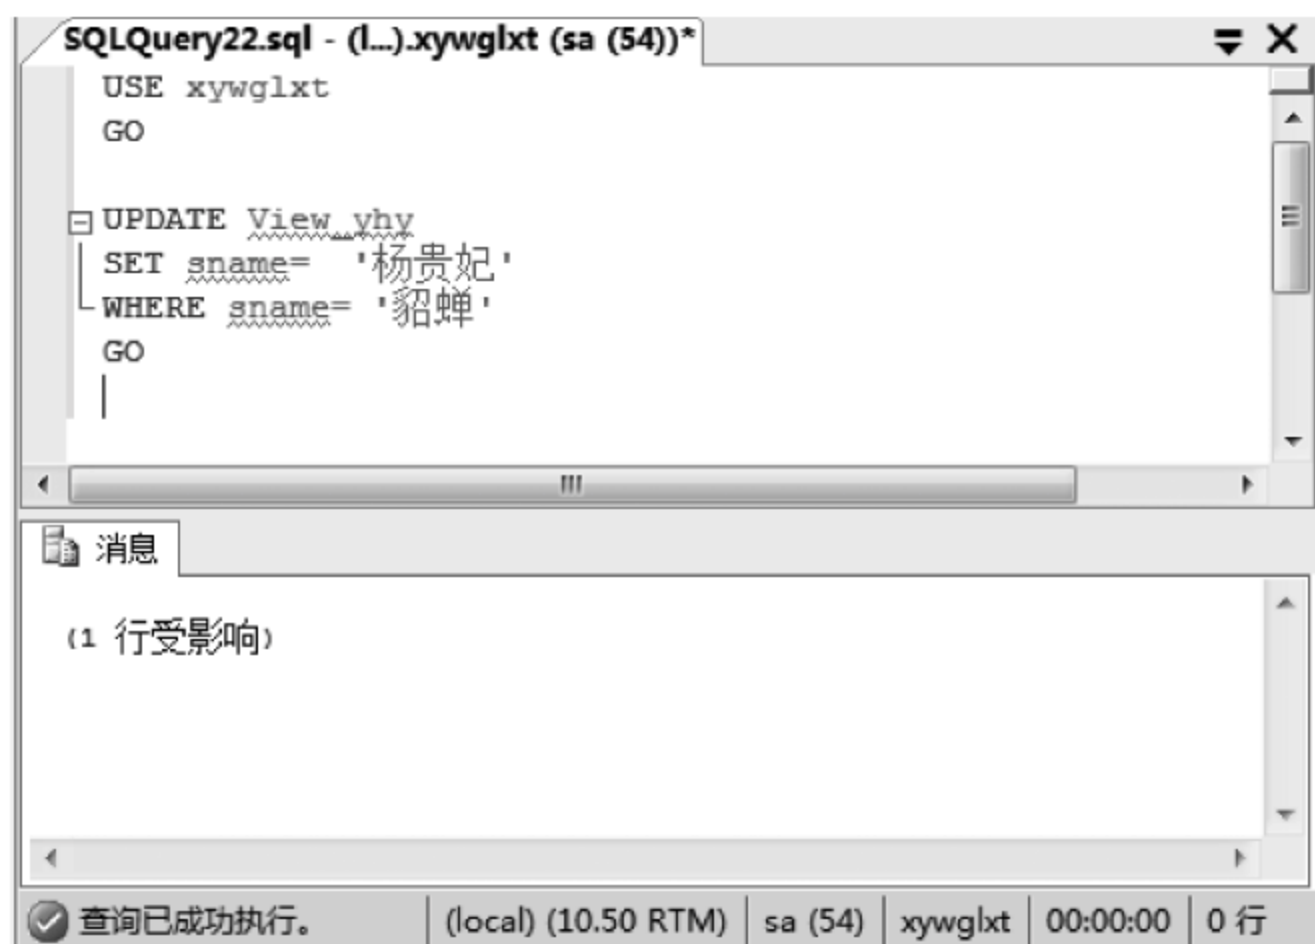 SQLQuery22.sql - (l...).xywglxt (sa (54))*
USE xywglxt
GO
UPDATE View_yhy
SET sname= '杨贵妃'
WHERE sname= '貂蝉'
GO
消息
(1 行受影响)
查询已成功执行。 (local) (10.50 RTM) sa (54) xywglxt 00:00:00 0 行